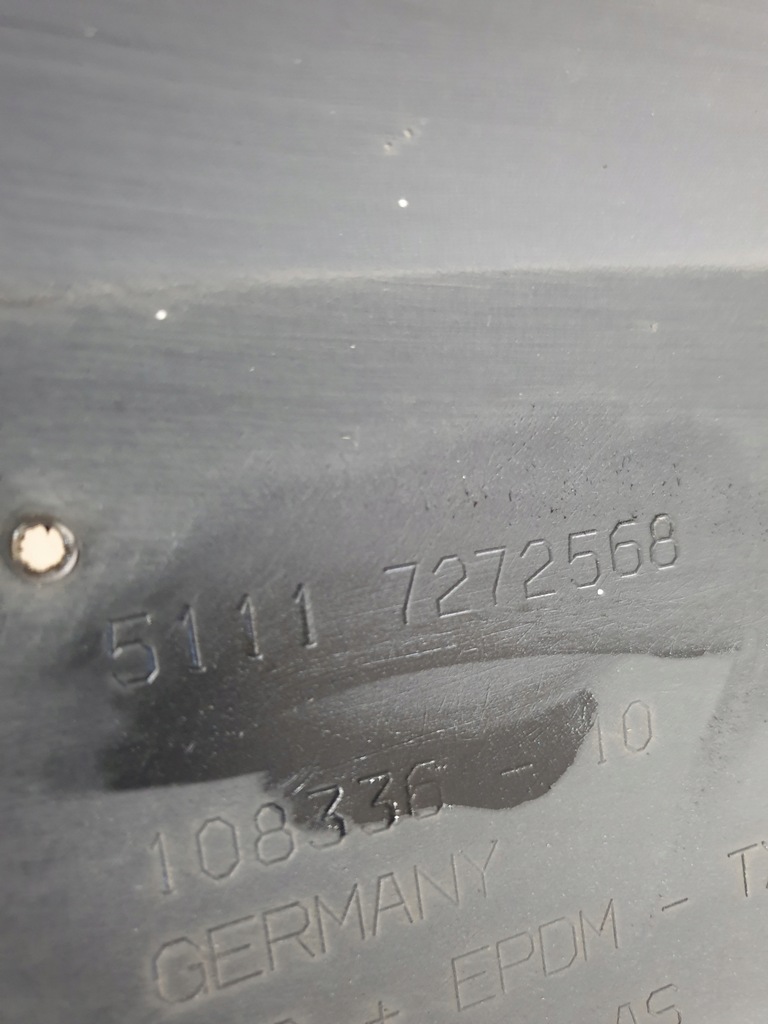 5111 7272568
108336 - 10
GERMANY
+ EPDM -